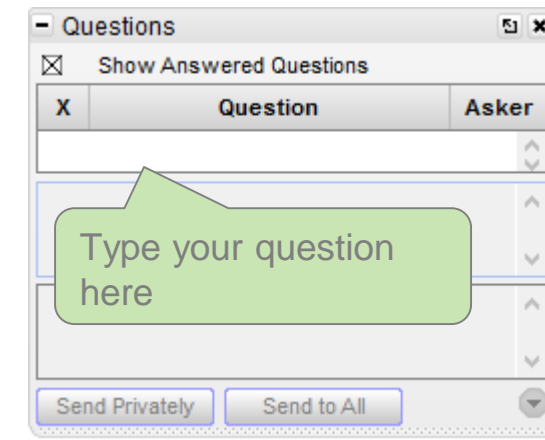 Questions
Show Answered Questions
X Question Asker
Type your question
here
Send Privately Send to All